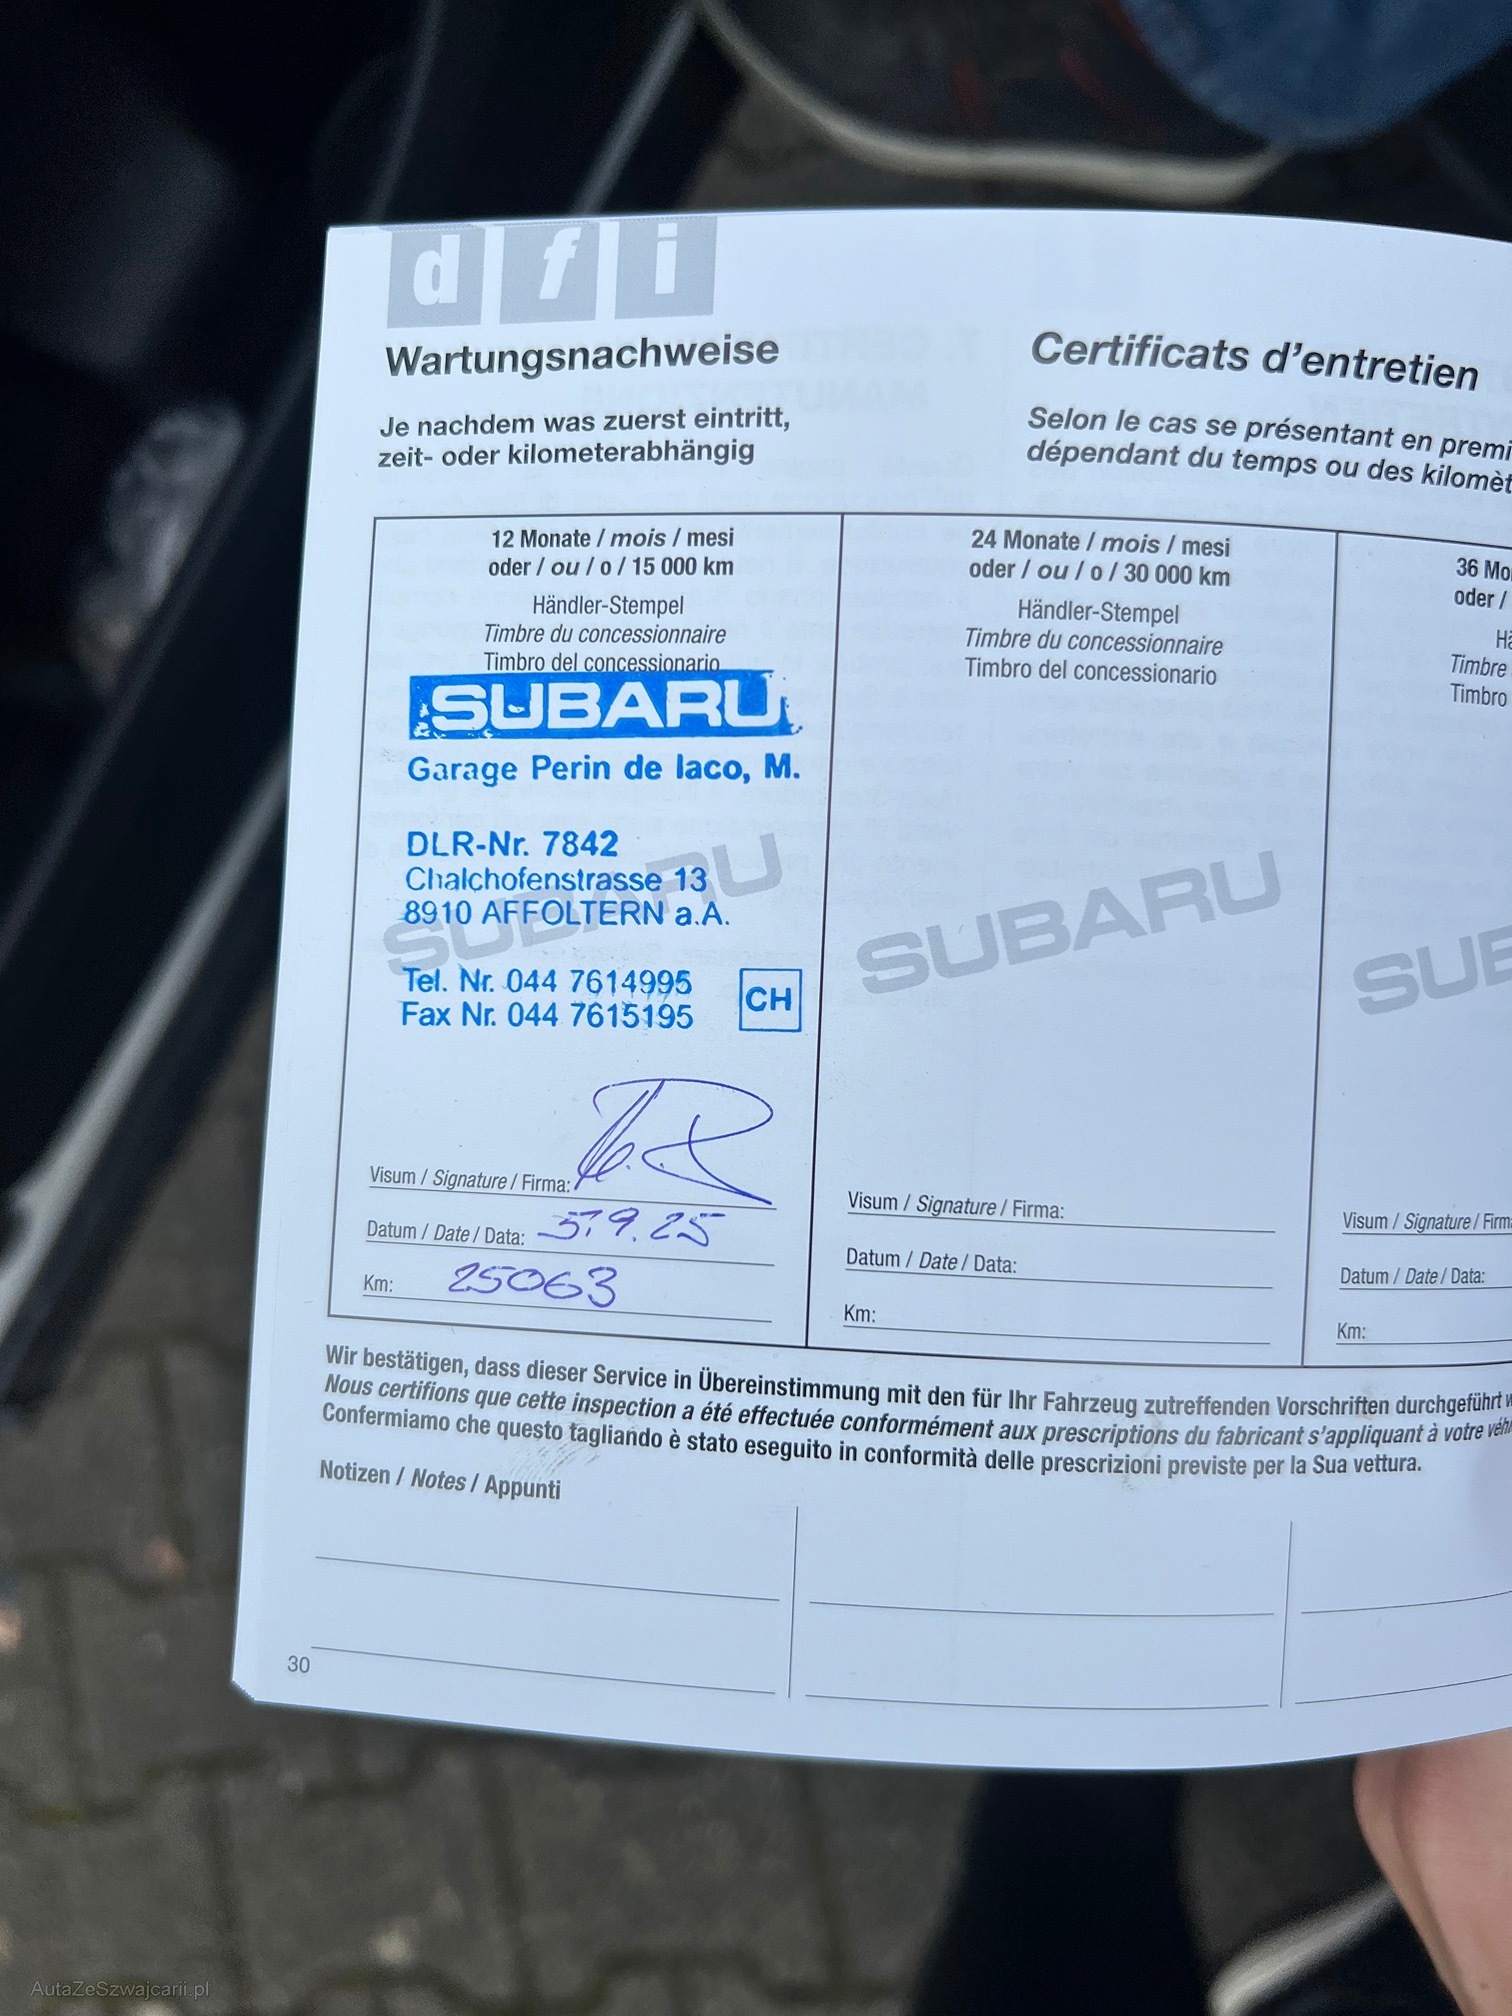 d f i
Wartungsnachweise
Je nachdem was zuerst eintritt,
zeit- oder kilometerabhängig
Certificats d'entretien
Selon le cas se présentant en premi
dépendant du temps ou des kilomèt
12 Monate / mois / mesi
oder / ou / o / 15 000 km
Händler-Stempel
Timbre du concessionnaire
Timbro del concessionario
SUBARU
Garage Perin de Iaco, M.
DLR-Nr. 7842
Chalchofenstrasse 13
8910 AFFOLTERN a.A.
Tel. Nr. 044 7614995
Fax Nr. 044 7615195
CH
SUBARU
Visum / Signature / Firma:
Datum / Date / Data: 5.9.25
Km: 25063
24 Monate / mois / mesi
oder / ou / o / 30 000 km
Händler-Stempel
Timbre du concessionnaire
Timbro del concessionario
SUBARU
Visum / Signature / Firma:
Datum / Date / Data:
Km:
36 Mo
oder /
Hä
Timbre
Timbro
SUB
Visum / Signature / Firm
Datum / Date / Data:
Km:
Wir bestätigen, dass dieser Service in Übereinstimmung mit den für Ihr Fahrzeug zutreffenden Vorschriften durchgeführt w
Nous certifions que cette inspection a été effectuée conformément aux prescriptions du fabricant s'appliquant à votre véhi
Confermiamo che questo tagliando è stato eseguito in conformità delle prescrizioni previste per la Sua vettura.
Notizen / Notes / Appunti
30
AutaZeSzwajcarii.pl